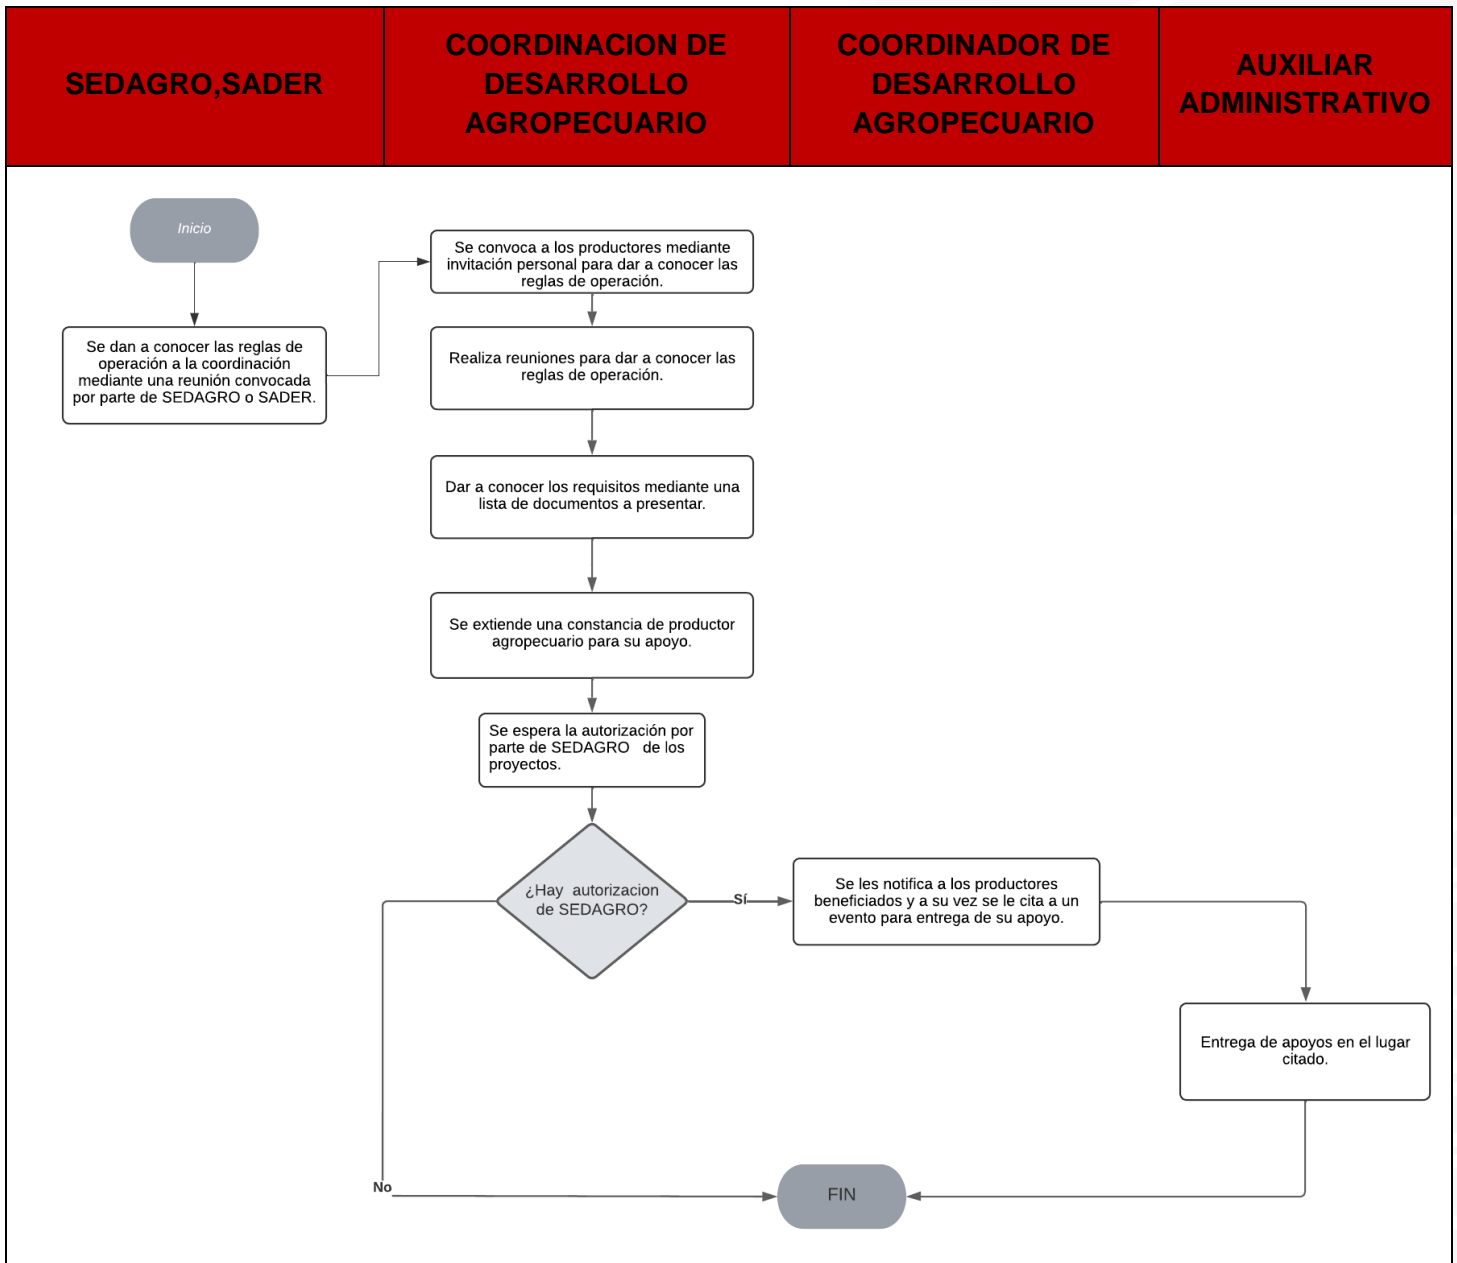 SEDAGRO,SADER
COORDINACION DE
DESARROLLO
AGROPECUARIO
COORDINADOR DE
DESARROLLO
AGROPECUARIO
AUXILIAR
ADMINISTRATIVO
Inicio
Se dan a conocer las reglas de
operación a la coordinación
mediante una reunión convocada
por parte de SEDAGRO o SADER.
Se convoca a los productores mediante
invitación personal para dar a conocer las
reglas de operación.
Realiza reuniones para dar a conocer las
reglas de operación.
Dar a conocer los requisitos mediante una
lista de documentos a presentar.
Se extiende una constancia de productor
agropecuario para su apoyo.
Se espera la autorización por
parte de SEDAGRO   de los
proyectos.
¿Hay  autorizacion
de SEDAGRO?
Sí
Se les notifica a los productores
beneficiados y a su vez se le cita a un
evento para entrega de su apoyo.
Entrega de apoyos en el lugar
citado.
No
FIN